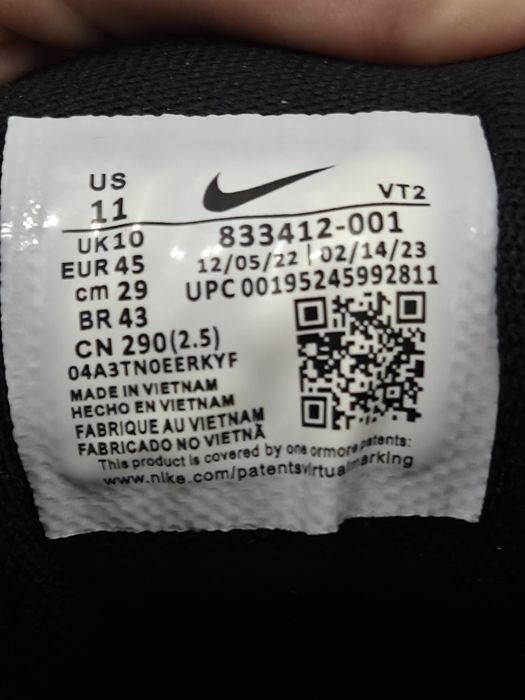 US
11
VT2
UK 10
833412-001
EUR 45
12/05/22 | 02/14/23
cm 29
UPC 00195245992811
BR 43
CN 290(2.5)
04A3TN0EERKYF
MADE IN VIETNAM
HECHO EN VIETNAM
FABRIQUE AU VIETNAM
FABRICADO NO VIETNÃ
This product is covered by one ormore patents:
www.nike.com/patentsvirtualmarking